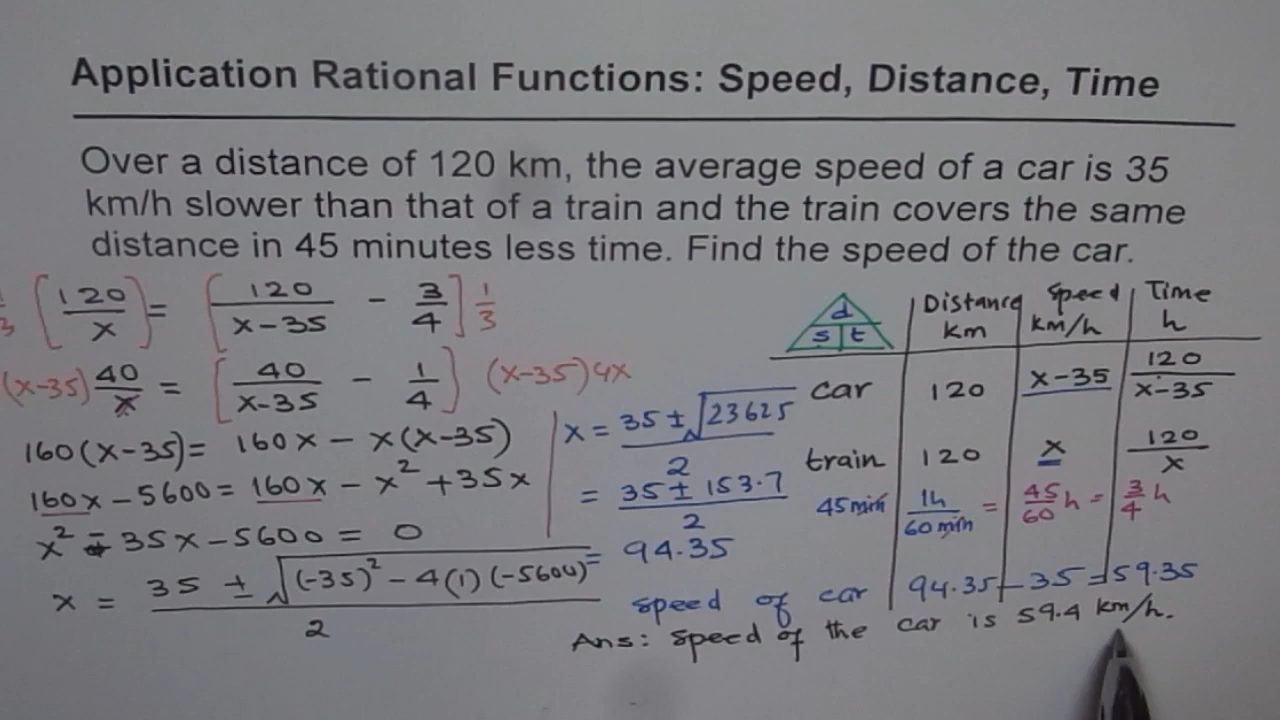 Application Rational Functions: Speed, Distance, Time
Over a distance of 120 km, the average speed of a car is 35
km/h slower than that of a train and the train covers the same
distance in 45 minutes less time. Find the speed of the car.
1/3 [120/x] = [120/(x-35) - 3/4] 1/3
(x-35) 40/x = [40/(x-35) - 1/4] (x-35)4x
160(x-35) = 160x - x(x-35)
160x - 5600 = 160x - x² + 35x
x² - 35x - 5600 = 0
x = (35 ± √((-35)² - 4(1)(-5600)))/2
x = (35 ± √23625)/2
= (35 ± 153.7)/2
= 94.35
d
s t
Distance km Speed km/h Time h
car 120 x-35 120/(x-35)
train 120 x 120/x
45 min 1h/60 min = 45/60 h = 3/4 h
speed of car 94.35 - 35 = 59.35
Ans: speed of the car is 59.4 km/h.